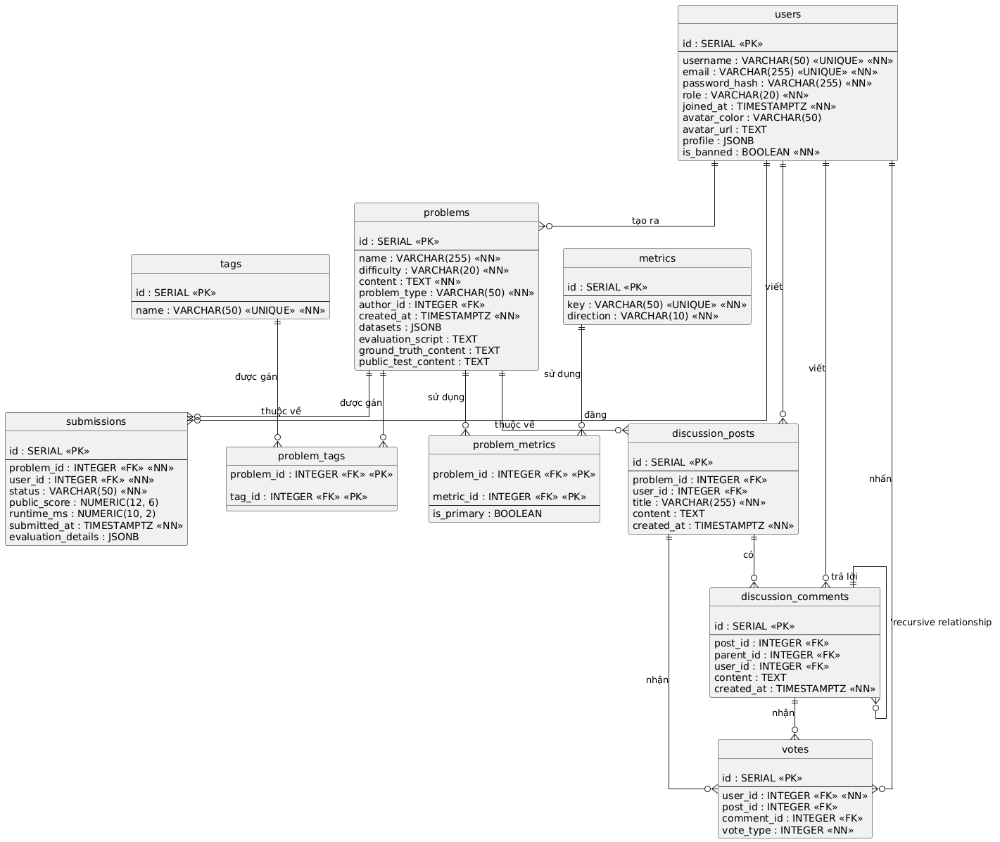 users
id : SERIAL «PK»
username : VARCHAR(50) «UNIQUE» «NN»
email : VARCHAR(255) «UNIQUE» «NN»
password_hash : VARCHAR(255) «NN»
role : VARCHAR(20) «NN»
joined_at : TIMESTAMPTZ «NN»
avatar_color : VARCHAR(50)
avatar_url : TEXT
profile : JSONB
is_banned : BOOLEAN «NN»
problems
id : SERIAL «PK»
name : VARCHAR(255) «NN»
difficulty : VARCHAR(20) «NN»
content : TEXT «NN»
problem_type : VARCHAR(50) «NN»
author_id : INTEGER «FK»
created_at : TIMESTAMPTZ «NN»
datasets : JSONB
evaluation_script : TEXT
ground_truth_content : TEXT
public_test_content : TEXT
tạo ra
tags
id : SERIAL «PK»
name : VARCHAR(50) «UNIQUE» «NN»
metrics
id : SERIAL «PK»
key : VARCHAR(50) «UNIQUE» «NN»
direction : VARCHAR(10) «NN»
viết
viết
được gán
được gán
sử dụng
sử dụng
thuộc về
thuộc về
đăng
submissions
id : SERIAL «PK»
problem_id : INTEGER «FK» «NN»
user_id : INTEGER «FK» «NN»
status : VARCHAR(50) «NN»
public_score : NUMERIC(12, 6)
runtime_ms : NUMERIC(10, 2)
submitted_at : TIMESTAMPTZ «NN»
evaluation_details : JSONB
problem_tags
problem_id : INTEGER «FK» «PK»
tag_id : INTEGER «FK» «PK»
problem_metrics
problem_id : INTEGER «FK» «PK»
metric_id : INTEGER «FK» «PK»
is_primary : BOOLEAN
discussion_posts
id : SERIAL «PK»
problem_id : INTEGER «FK»
user_id : INTEGER «FK»
title : VARCHAR(255) «NN»
content : TEXT
created_at : TIMESTAMPTZ «NN»
nhấn
có
trả lời
discussion_comments
id : SERIAL «PK»
post_id : INTEGER «FK»
parent_id : INTEGER «FK»
user_id : INTEGER «FK»
content : TEXT
created_at : TIMESTAMPTZ «NN»
'recursive relationship
nhận
nhận
votes
id : SERIAL «PK»
user_id : INTEGER «FK» «NN»
post_id : INTEGER «FK»
comment_id : INTEGER «FK»
vote_type : INTEGER «NN»